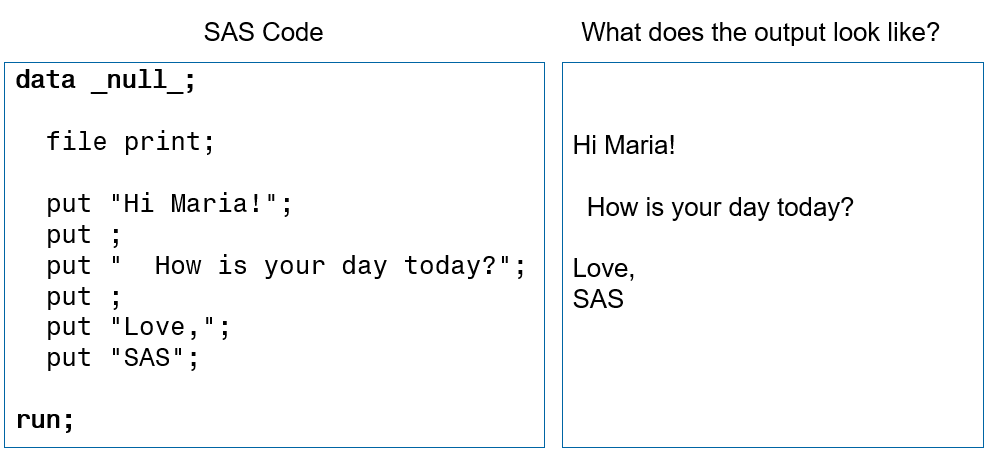 SAS Code
data _null_;
file print;
put "Hi Maria!";
put ;
put "  How is your day today?";
put ;
put "Love,";
put "SAS";
run;
What does the output look like?
Hi Maria!
How is your day today?
Love,
SAS